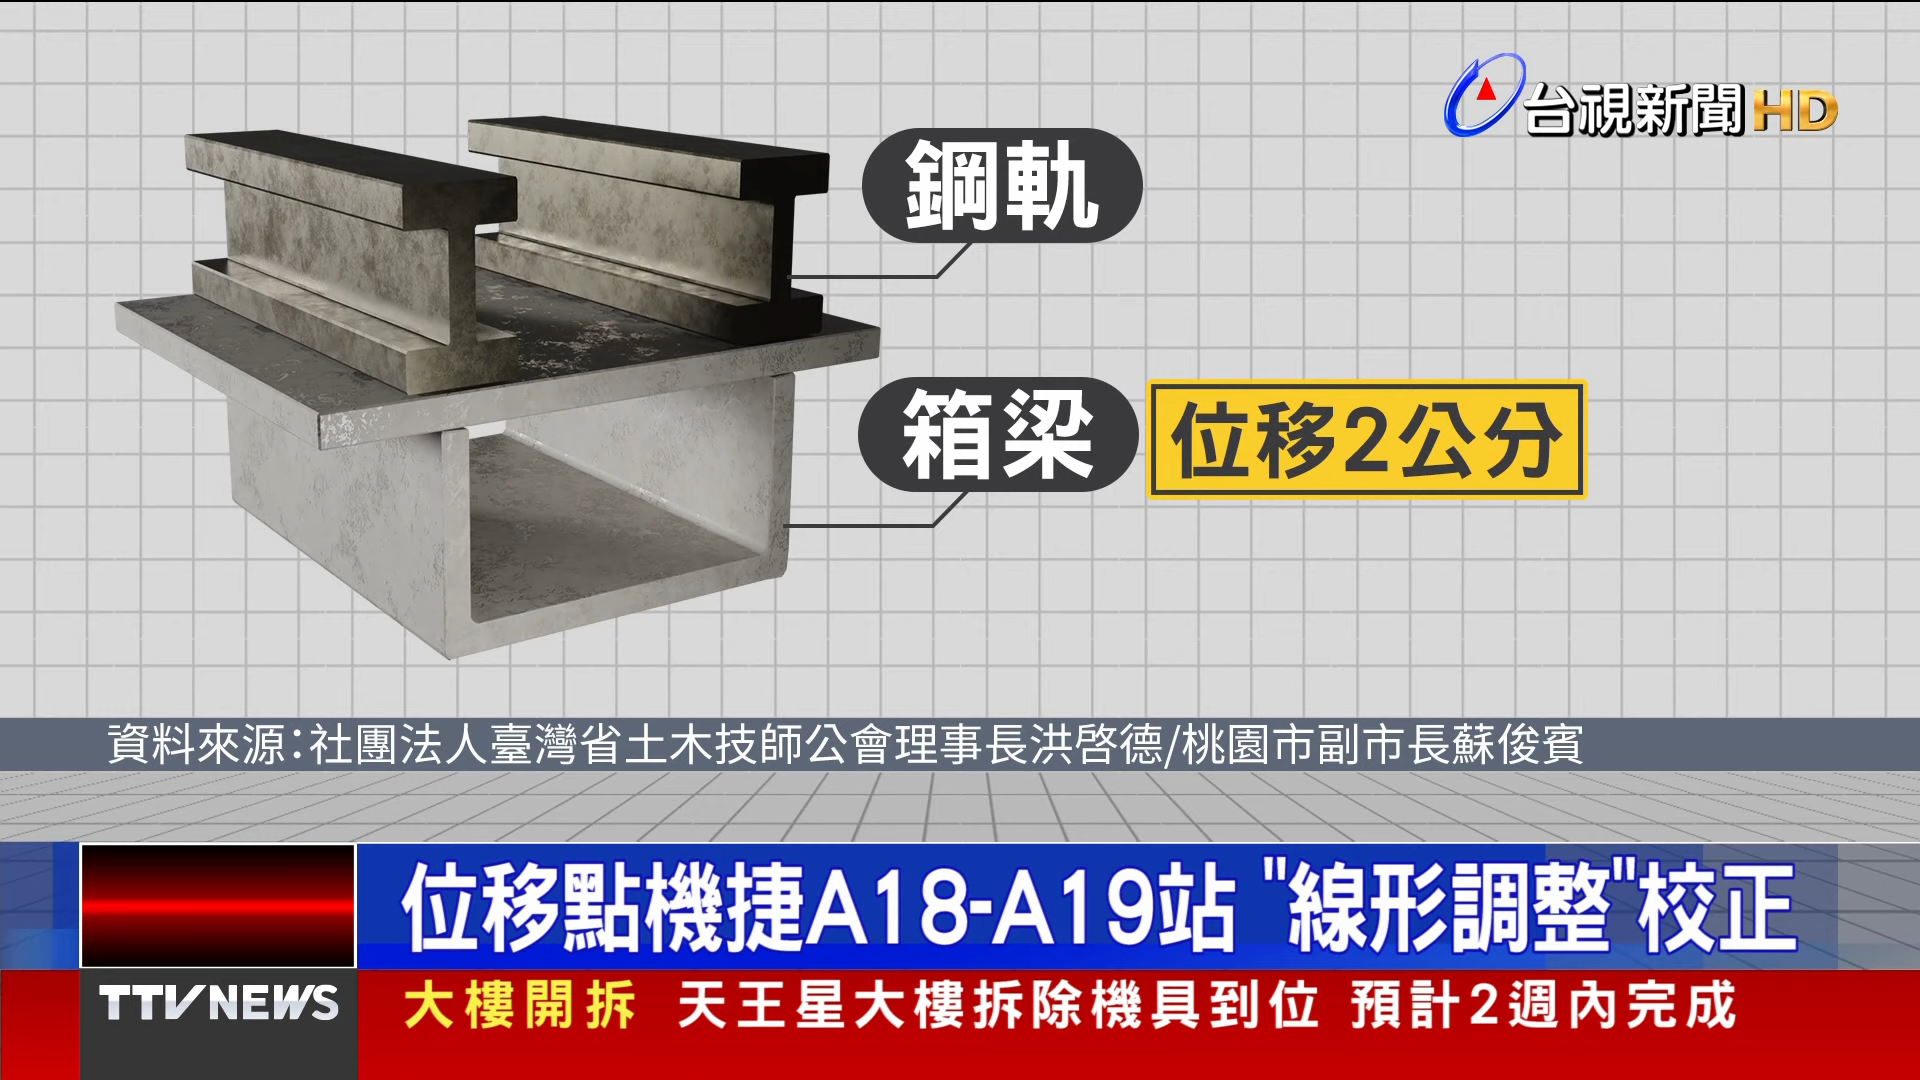 台視新聞HD
鋼軌
箱梁 位移2公分
資料來源:社團法人臺灣省土木技師公會理事長洪啓德/桃園市副市長蘇俊賓
位移點機捷A18-A19站 "線形調整"校正
TTV NEWS
大樓開拆 天王星大樓拆除機具到位 預計2週內完成